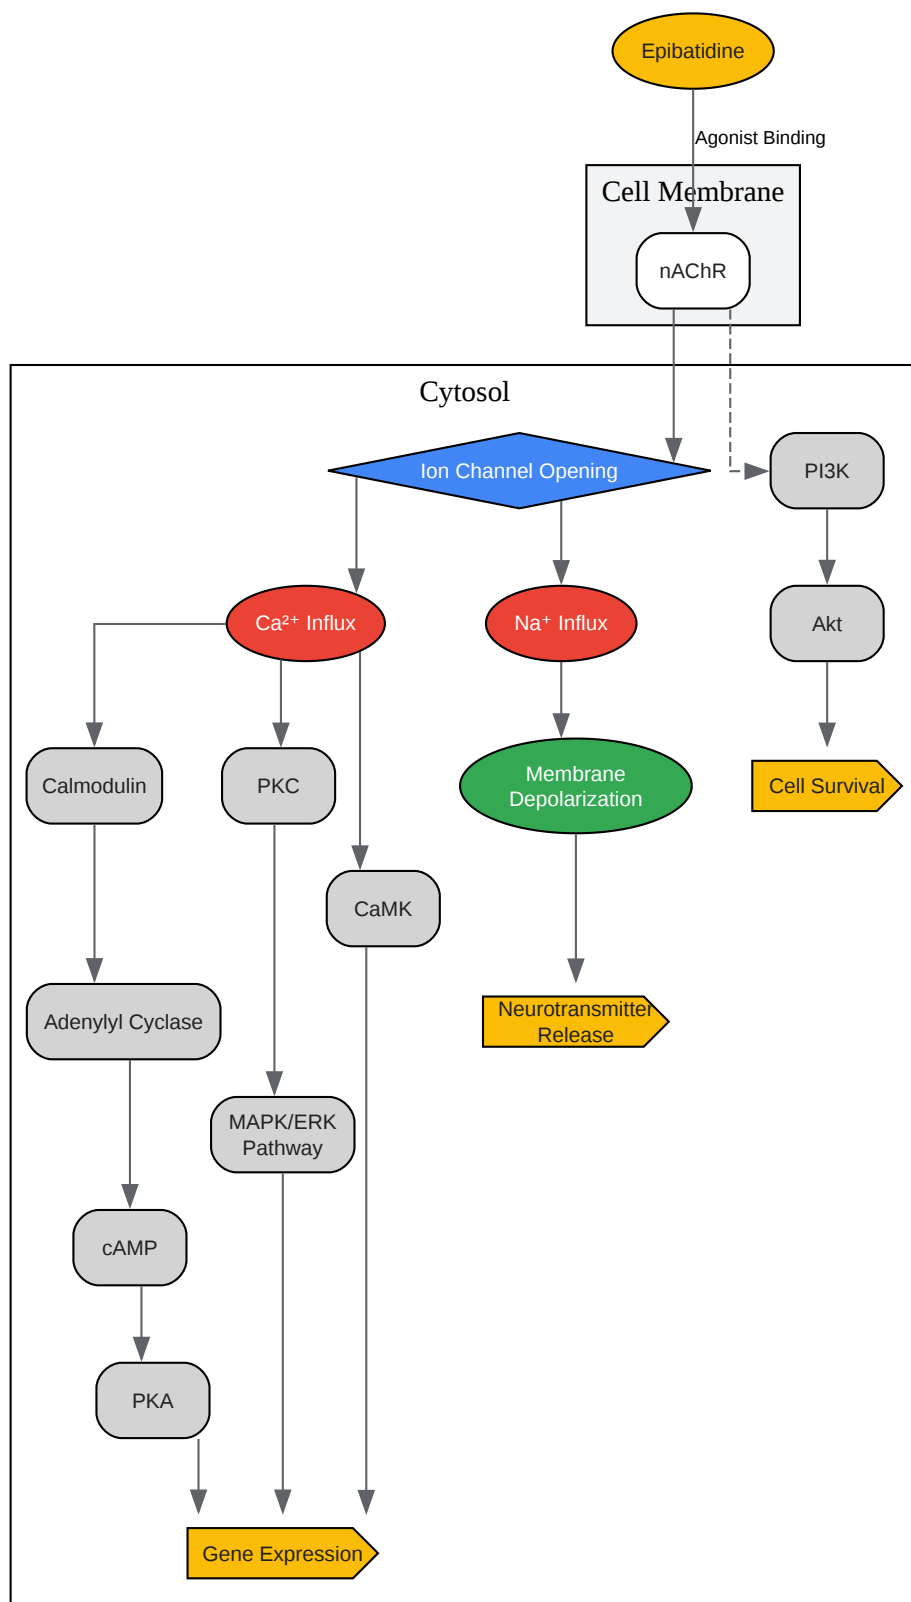 Epibatidine
Agonist Binding
Cell Membrane
nAChR
Cytosol
Ion Channel Opening
PI3K
Ca²⁺ Influx
Na⁺ Influx
Akt
Calmodulin
PKC
Membrane
Depolarization
Cell Survival
CaMK
Adenylyl Cyclase
Neurotransmitter
Release
MAPK/ERK
Pathway
cAMP
PKA
Gene Expression